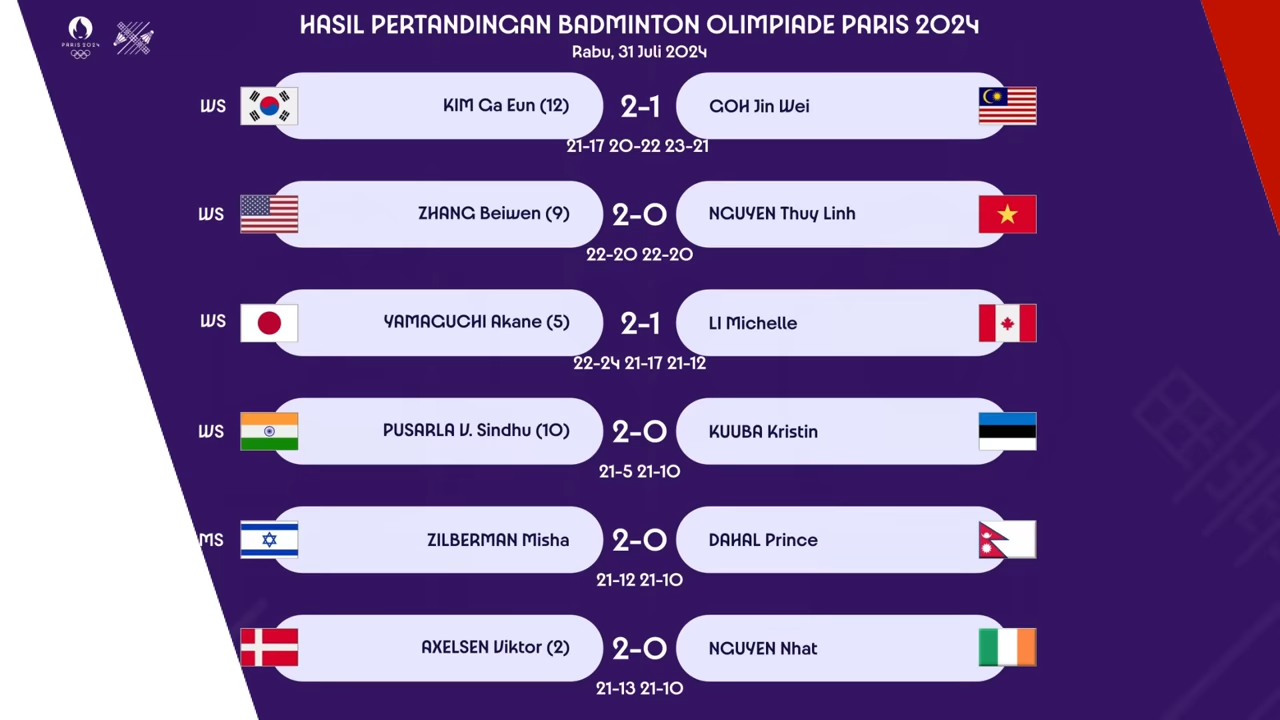 HASIL PERTANDINGAN BADMINTON OLIMPIADE PARIS 2024
PARIS 2024
Rabu, 31 Juli 2024
WS KIM Ga Eun (12) 2-1 GOH Jin Wei
21-17 20-22 23-21
WS ZHANG Beiwen (9) 2-0 NGUYEN Thuy Linh
22-20 22-20
WS YAMAGUCHI Akane (5) 2-1 LI Michelle
22-24 21-17 21-12
WS PUSARLA V. Sindhu (10) 2-0 KUUBA Kristin
21-5 21-10
MS ZILBERMAN Misha 2-0 DAHAL Prince
21-12 21-10
AXELSEN Viktor (2) 2-0 NGUYEN Nhat
21-13 21-10